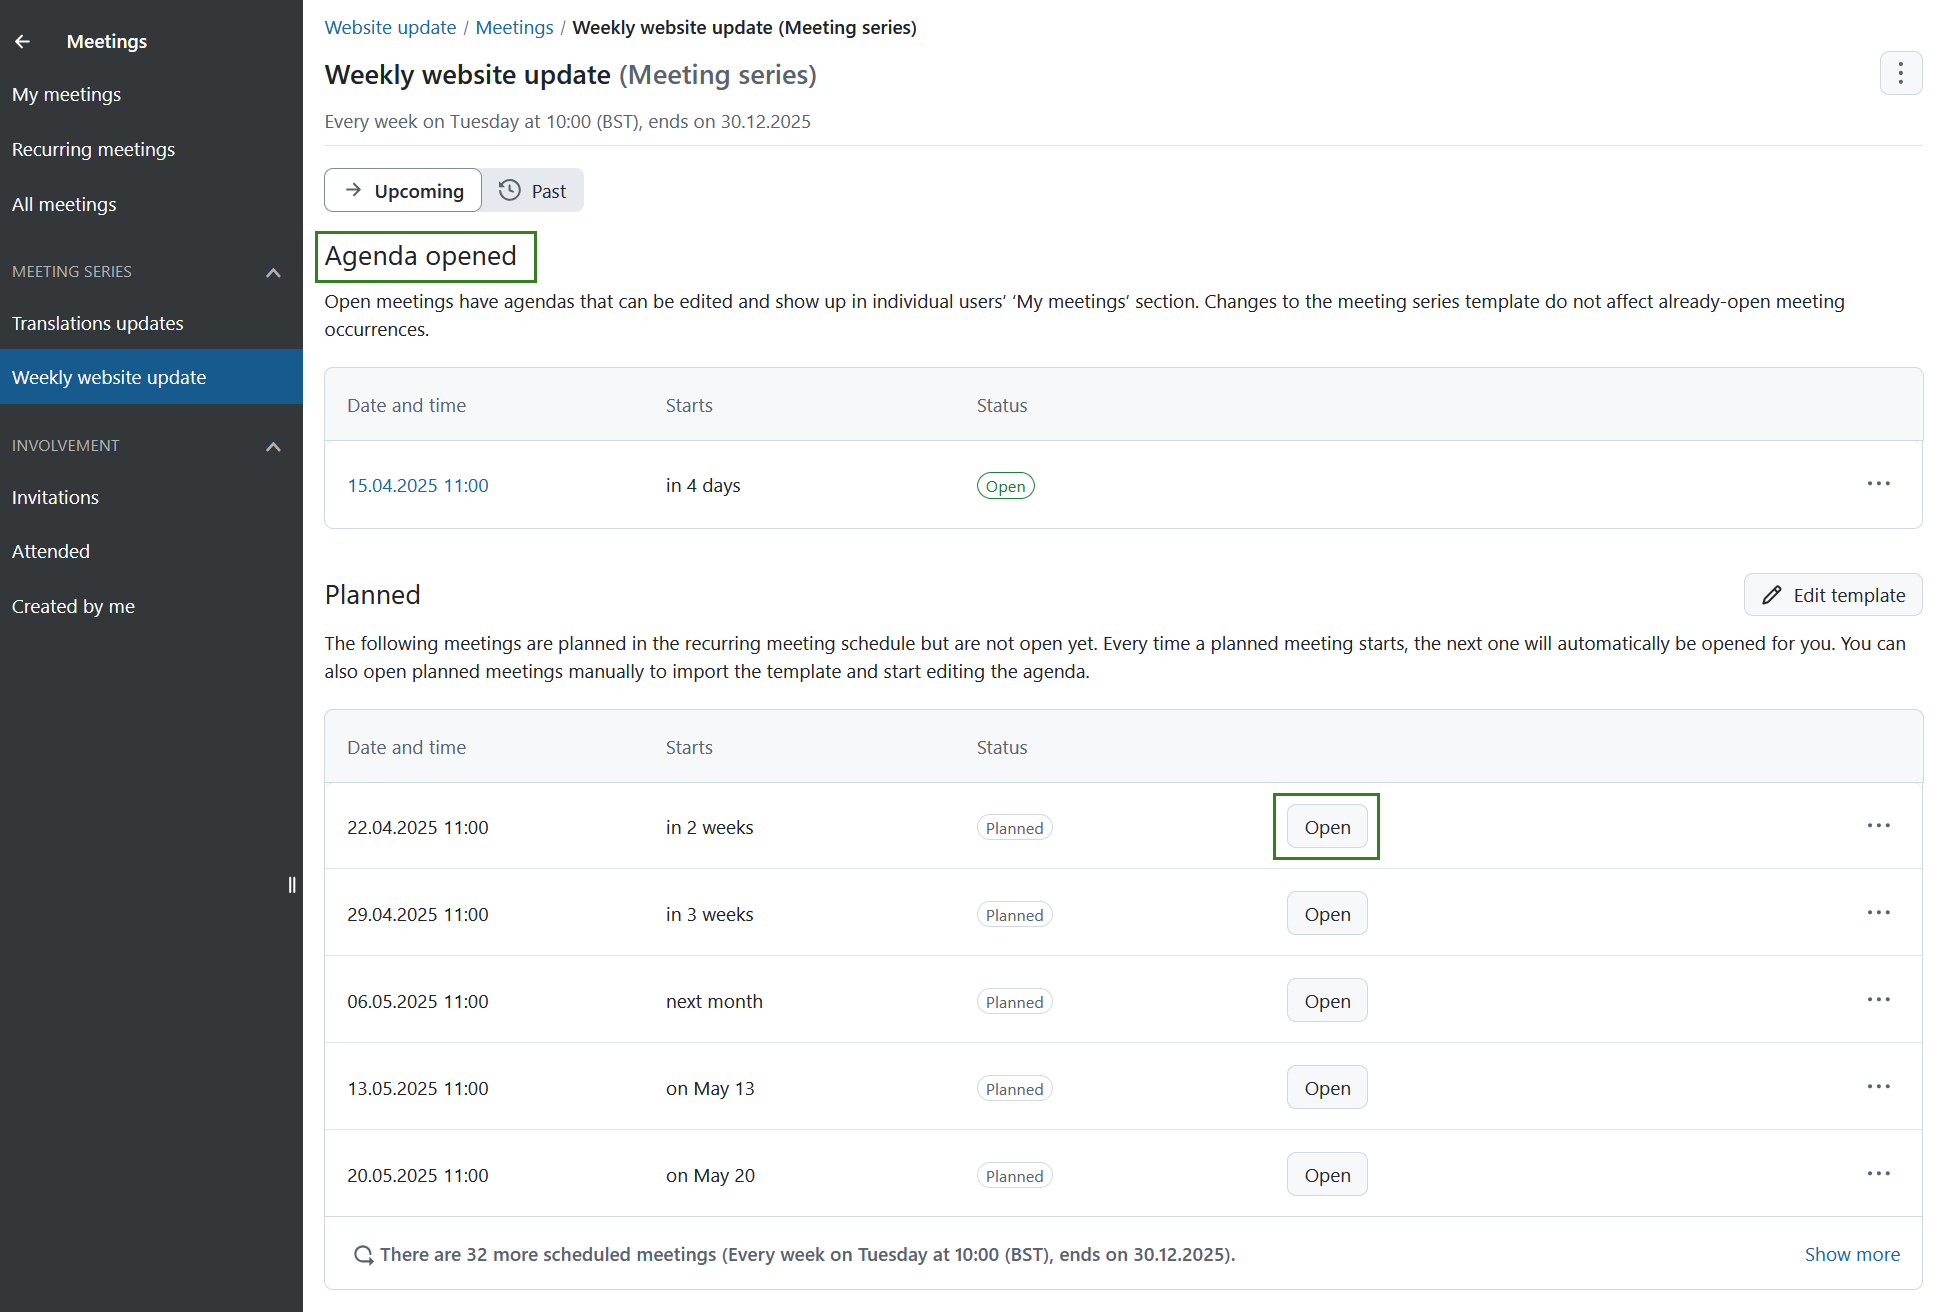 Meetings
My meetings
Recurring meetings
All meetings
MEETING SERIES
Translations updates
Weekly website update
INVOLVEMENT
Invitations
Attended
Created by me
Website update / Meetings / Weekly website update (Meeting series)
Weekly website update (Meeting series)
Every week on Tuesday at 10:00 (BST), ends on 30.12.2025
Upcoming Past
Agenda opened
Open meetings have agendas that can be edited and show up in individual users’ ‘My meetings’ section. Changes to the meeting series template do not affect already-open meeting
occurrences.
Date and time Starts Status
15.04.2025 11:00 in 4 days Open
Planned Edit template
The following meetings are planned in the recurring meeting schedule but are not open yet. Every time a planned meeting starts, the next one will automatically be opened for you. You can
also open planned meetings manually to import the template and start editing the agenda.
Date and time Starts Status
22.04.2025 11:00 in 2 weeks Planned Open
29.04.2025 11:00 in 3 weeks Planned Open
06.05.2025 11:00 next month Planned Open
13.05.2025 11:00 on May 13 Planned Open
20.05.2025 11:00 on May 20 Planned Open
There are 32 more scheduled meetings (Every week on Tuesday at 10:00 (BST), ends on 30.12.2025). Show more